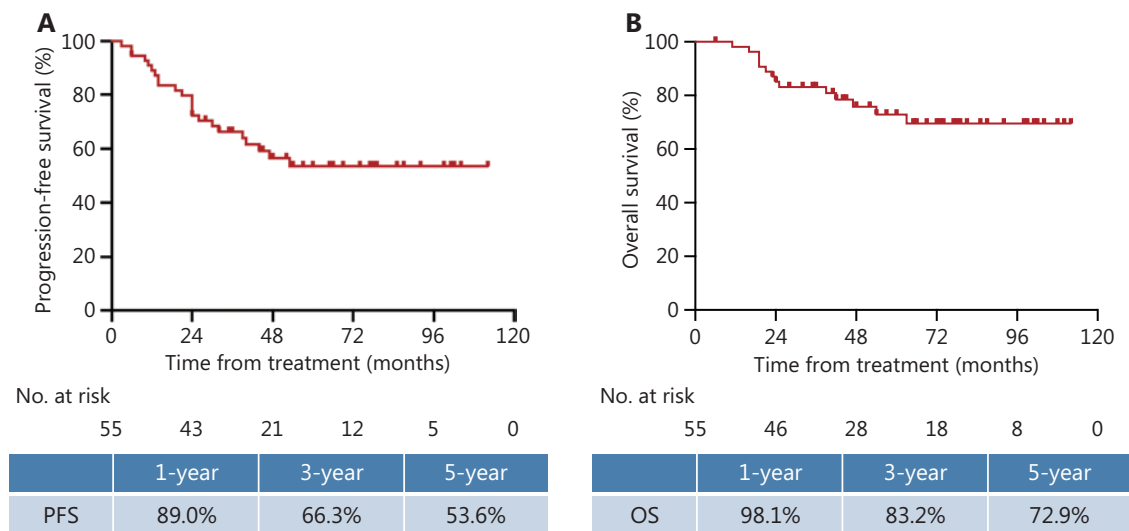 A
Progression-free survival (%)
100
80
60
40
20
0
0 24 48 72 96 120
Time from treatment (months)
No. at risk
55 43 21 12 5 0
1-year 3-year 5-year
PFS 89.0% 66.3% 53.6%
B
Overall survival (%)
100
80
60
40
20
0
0 24 48 72 96 120
Time from treatment (months)
No. at risk
55 46 28 18 8 0
1-year 3-year 5-year
OS 98.1% 83.2% 72.9%